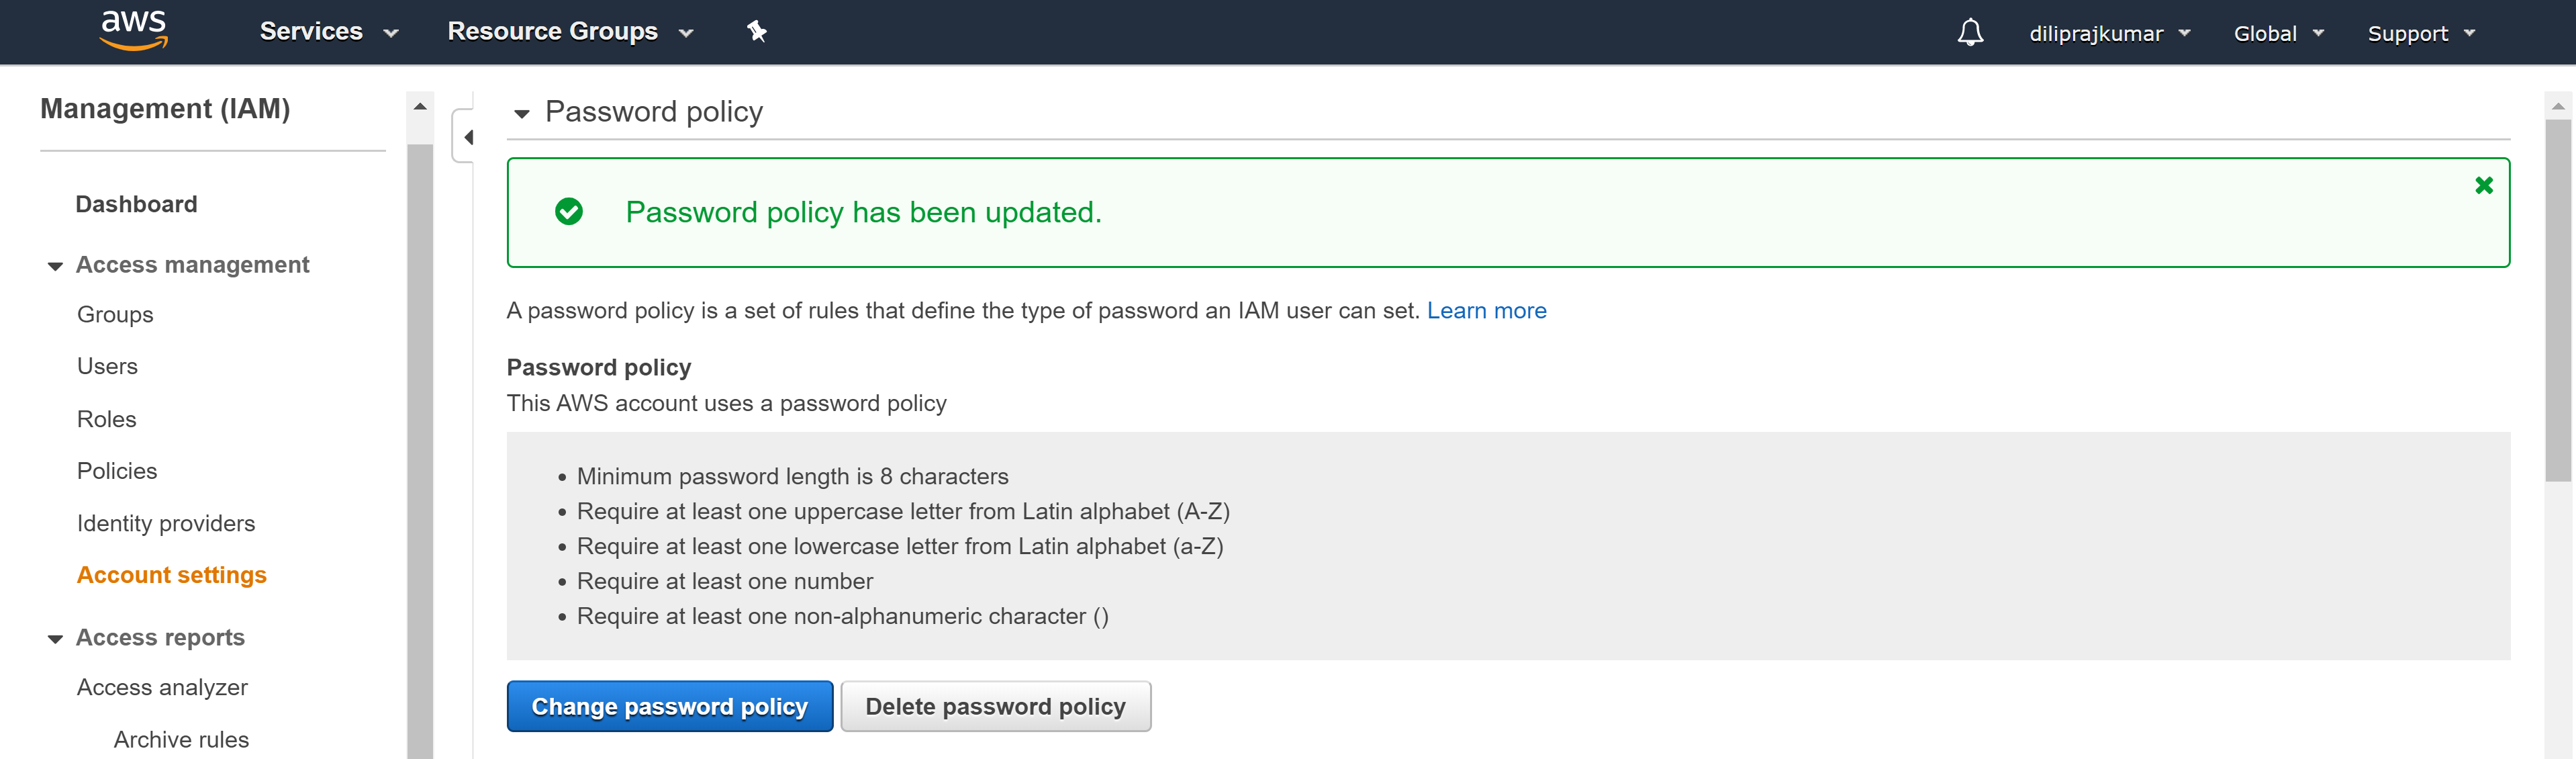 aws Services Resource Groups diliprajkumar Global Support
Management (IAM)
Dashboard
Access management
Groups
Users
Roles
Policies
Identity providers
Account settings
Access reports
Access analyzer
Archive rules
Password policy
Password policy has been updated.
A password policy is a set of rules that define the type of password an IAM user can set. Learn more
Password policy
This AWS account uses a password policy
• Minimum password length is 8 characters
• Require at least one uppercase letter from Latin alphabet (A-Z)
• Require at least one lowercase letter from Latin alphabet (a-Z)
• Require at least one number
• Require at least one non-alphanumeric character ()
Change password policy Delete password policy